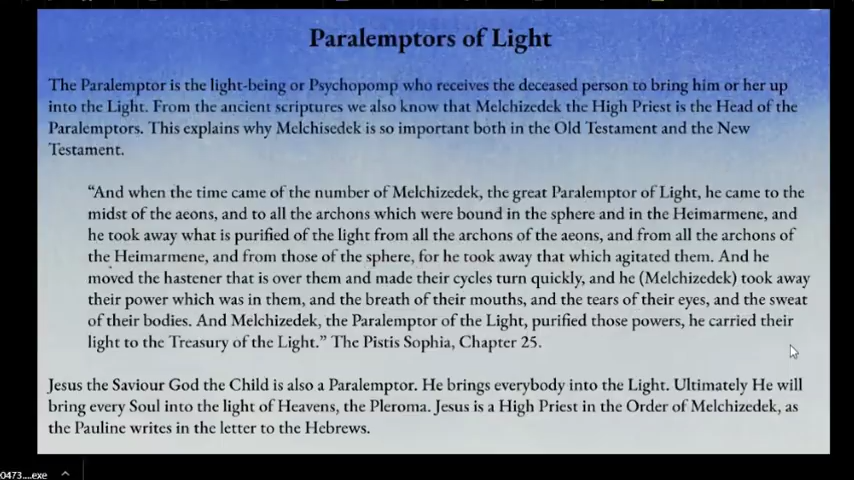 Paralemptors of Light
The Paralemptor is the light-being or Psychopomp who receives the deceased person to bring him or her up
into the Light. From the ancient scriptures we also know that Melchizedek the High Priest is the Head of the
Paralemptors. This explains why Melchisedek is so important both in the Old Testament and the New
Testament.
“And when the time came of the number of Melchizedek, the great Paralemptor of Light, he came to the
midst of the aeons, and to all the archons which were bound in the sphere and in the Heimarmene, and
he took away what is purified of the light from all the archons of the aeons, and from all the archons of
the Heimarmene, and from those of the sphere, for he took away that which agitated them. And he
moved the hastener that is over them and made their cycles turn quickly, and he (Melchizedek) took away
their power which was in them, and the breath of their mouths, and the tears of their eyes, and the sweat
of their bodies. And Melchizedek, the Paralemptor of the Light, purified those powers, he carried their
light to the Treasury of the Light.” The Pistis Sophia, Chapter 25.
Jesus the Saviour God the Child is also a Paralemptor. He brings everybody into the Light. Ultimately He will
bring every Soul into the light of Heavens, the Pleroma. Jesus is a High Priest in the Order of Melchizedek, as
the Pauline writes in the letter to the Hebrews.
0473....exe